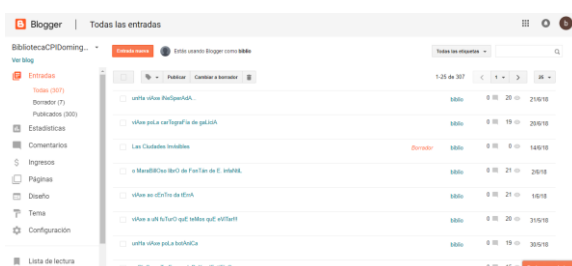 Blogger | Todas las entradas
BibliotecaCPIDoming...
Ver blog
Entrada nueva
Estás usando Blogger como biblio
Todas las etiquetas
Entradas
Todas (307)
Borrador (7)
Publicados (300)
Estadísticas
Comentarios
Ingresos
Páginas
Diseño
Tema
Configuración
Lista de lectura
Publicar Cambiar a borrador
1-25 de 307
1
25
unHa viAxe iNeSperAdA. biblio 0 20 21/6/18
viAxe poLa carTograFía de gaLizA biblio 0 19 20/6/18
Las Ciudades Invisibles Borrador biblio 0 0 14/6/18
o MaraBIllOso librO de FonTán de E. infaNtiL biblio 0 21 2/6/18
viAxe ao cEnTro da tErrA biblio 0 21 1/6/18
viAxe a uN fuTurO quE teMos quE eViTarH biblio 0 20 31/5/18
unHa viAxe poLa botAniCa biblio 0 19 30/5/18